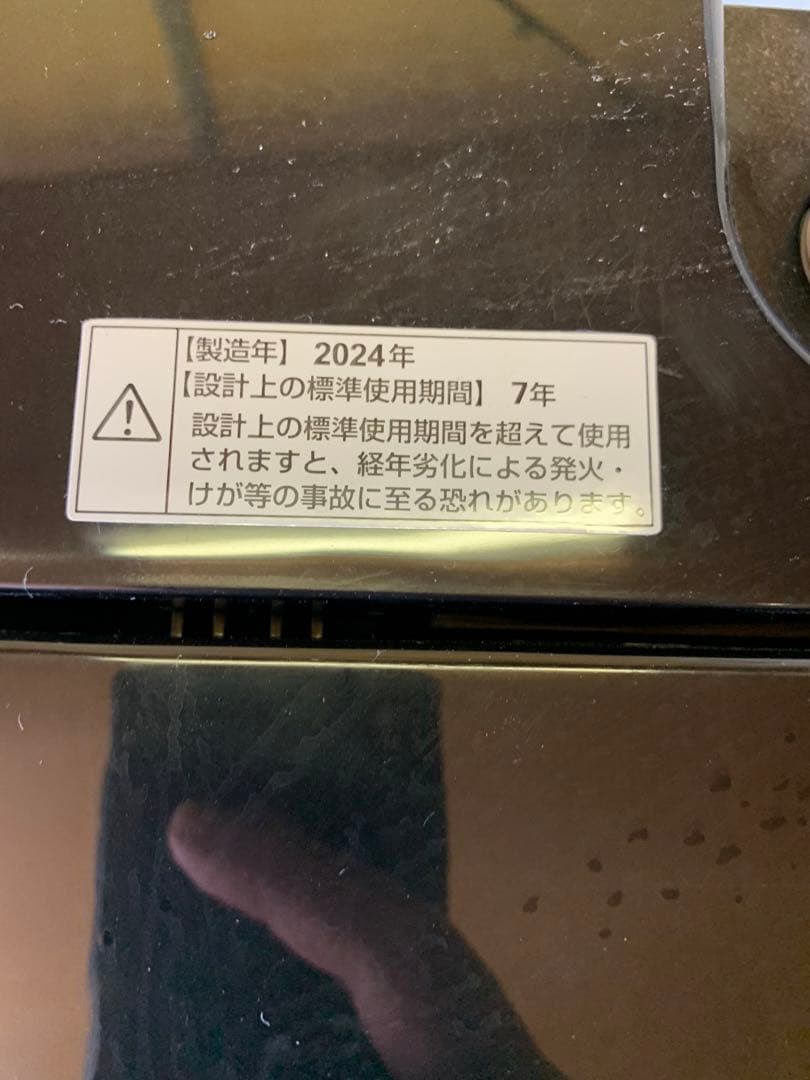 【製造年】 2024年
【設計上の標準使用期間】 7年
設計上の標準使用期間を超えて使用
されますと、経年劣化による発火・
けが等の事故に至る恐れがあります。